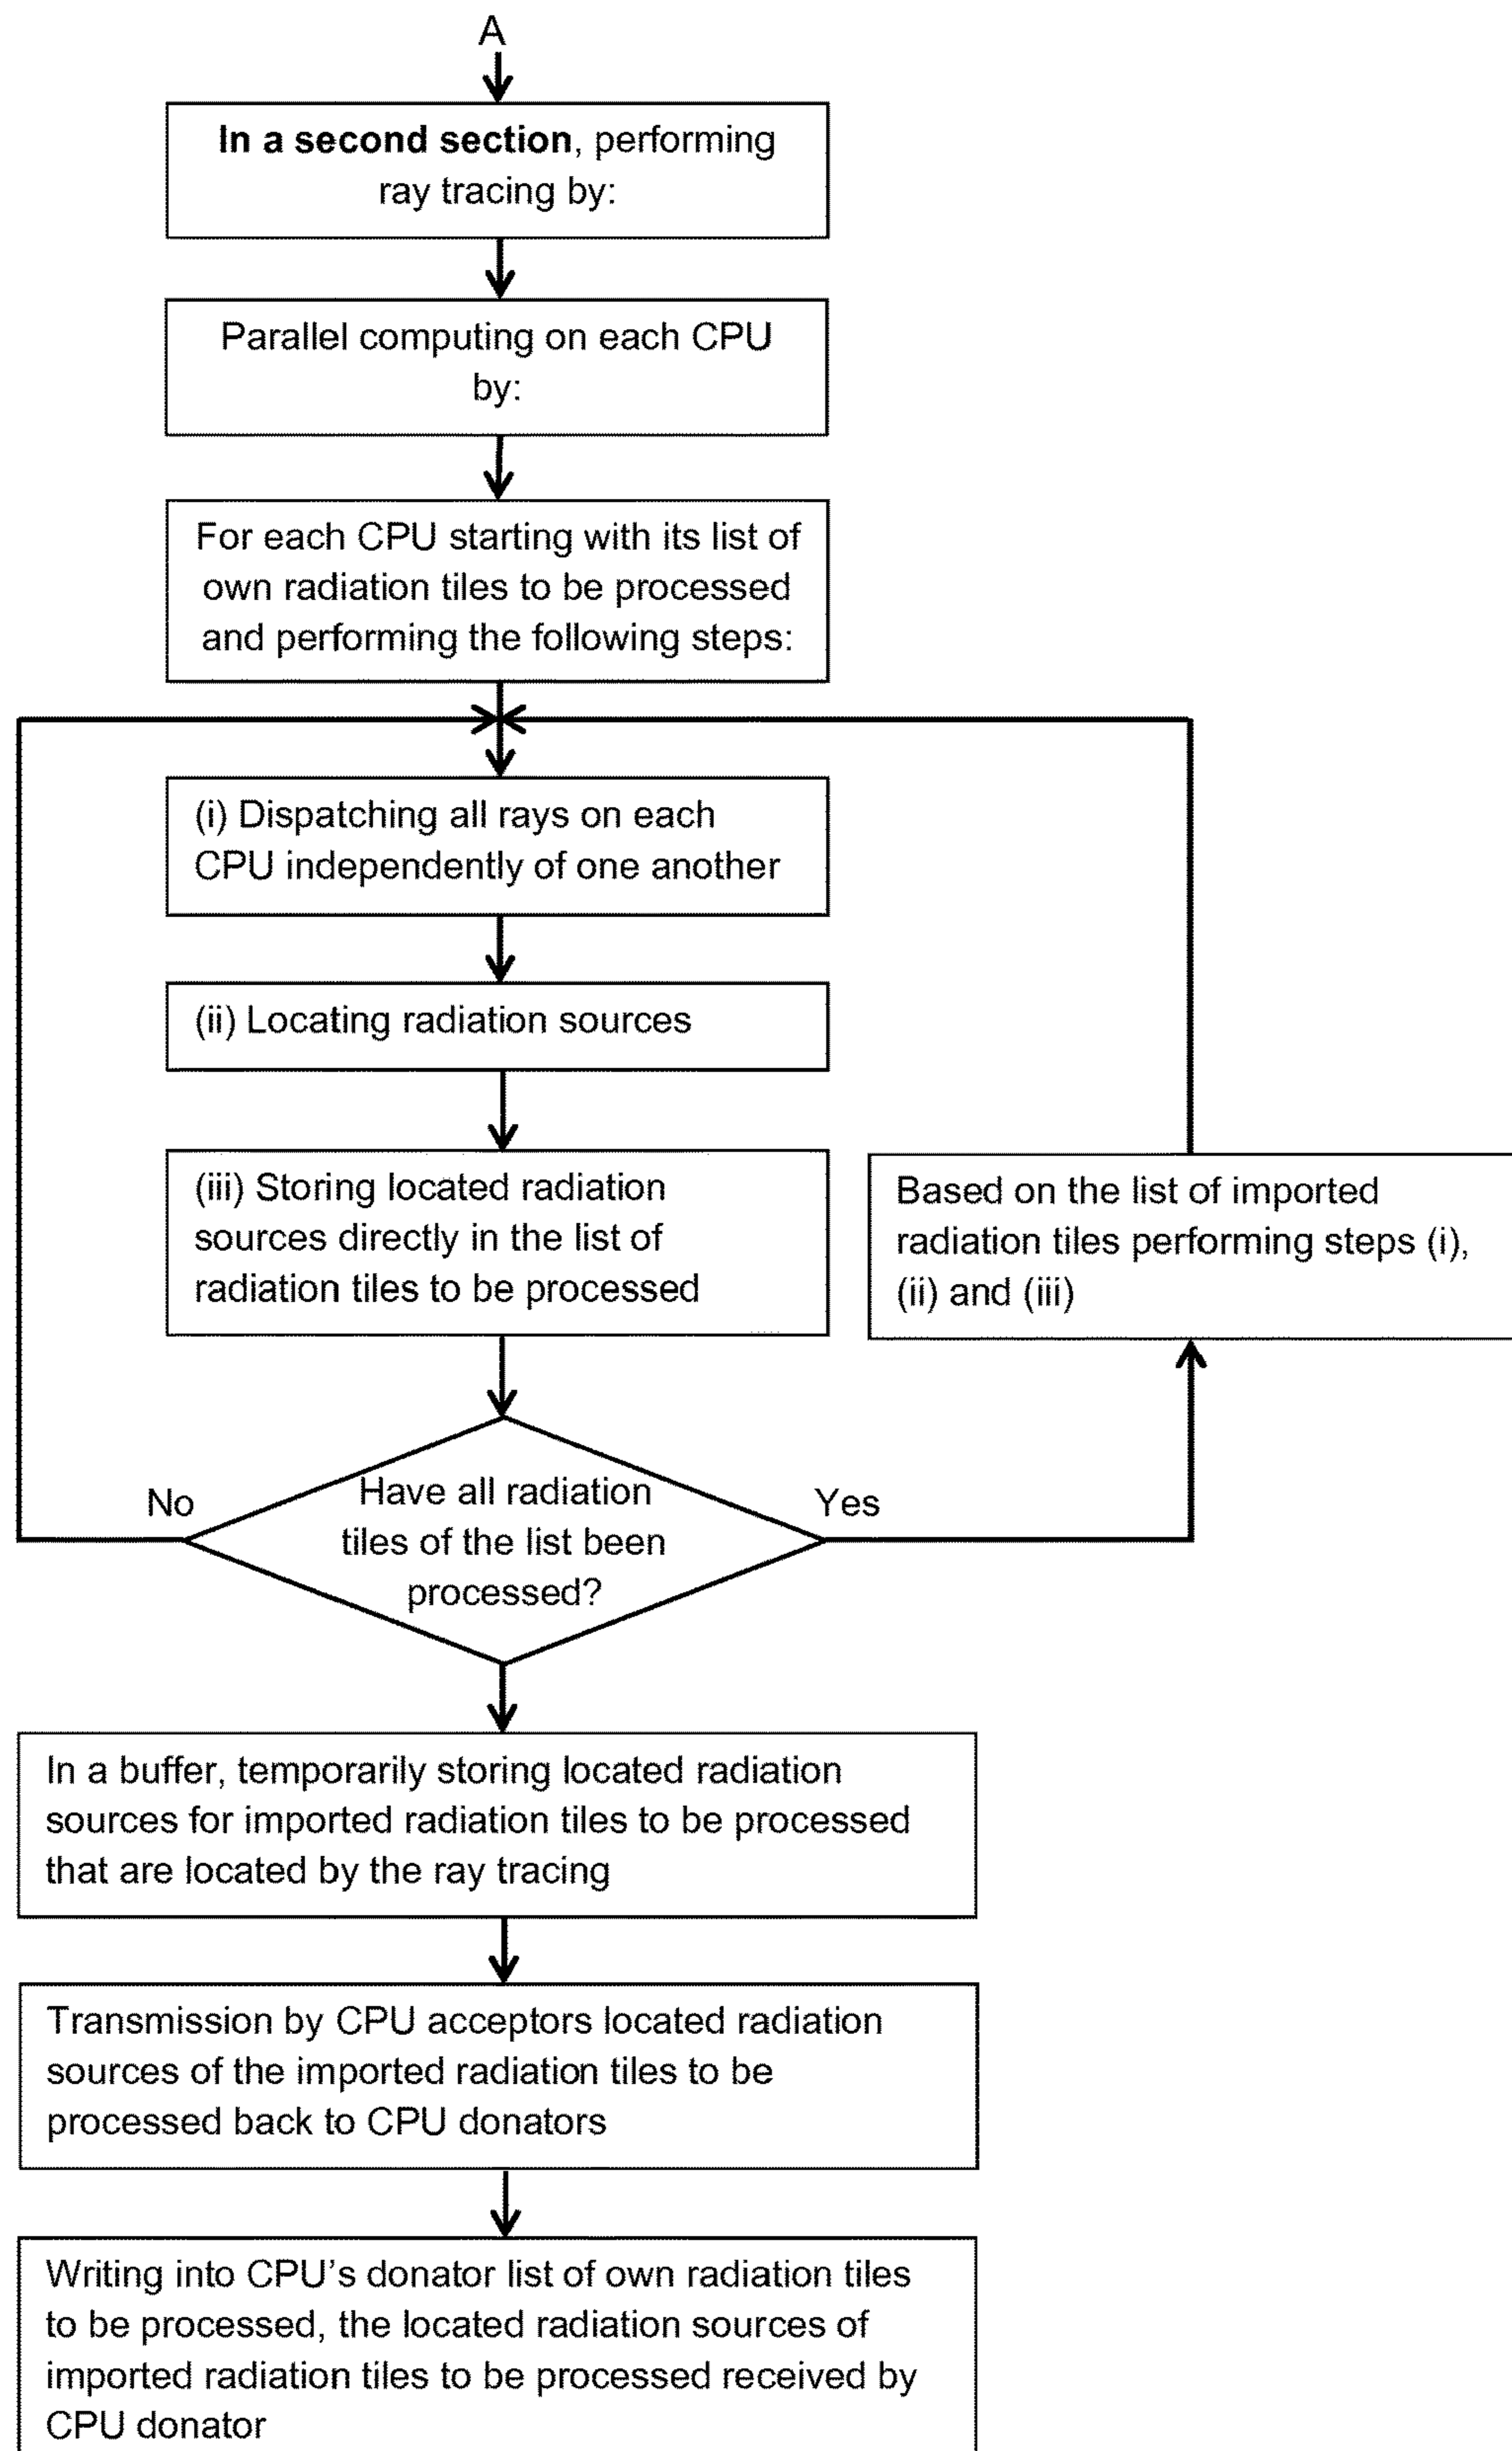 A
In a second section, performing
ray tracing by:
Parallel computing on each CPU
by:
For each CPU starting with its list of
own radiation tiles to be processed
and performing the following steps:
(i) Dispatching all rays on each
CPU independently of one another
(ii) Locating radiation sources
(iii) Storing located radiation
sources directly in the list of
radiation tiles to be processed
Based on the list of imported
radiation tiles performing steps (i),
(ii) and (iii)
No
Have all radiation
tiles of the list been
processed?
Yes
In a buffer, temporarily storing located radiation
sources for imported radiation tiles to be processed
that are located by the ray tracing
Transmission by CPU acceptors located radiation
sources of the imported radiation tiles to be
processed back to CPU donators
Writing into CPU's donator list of own radiation tiles
to be processed, the located radiation sources of
imported radiation tiles to be processed received by
CPU donator